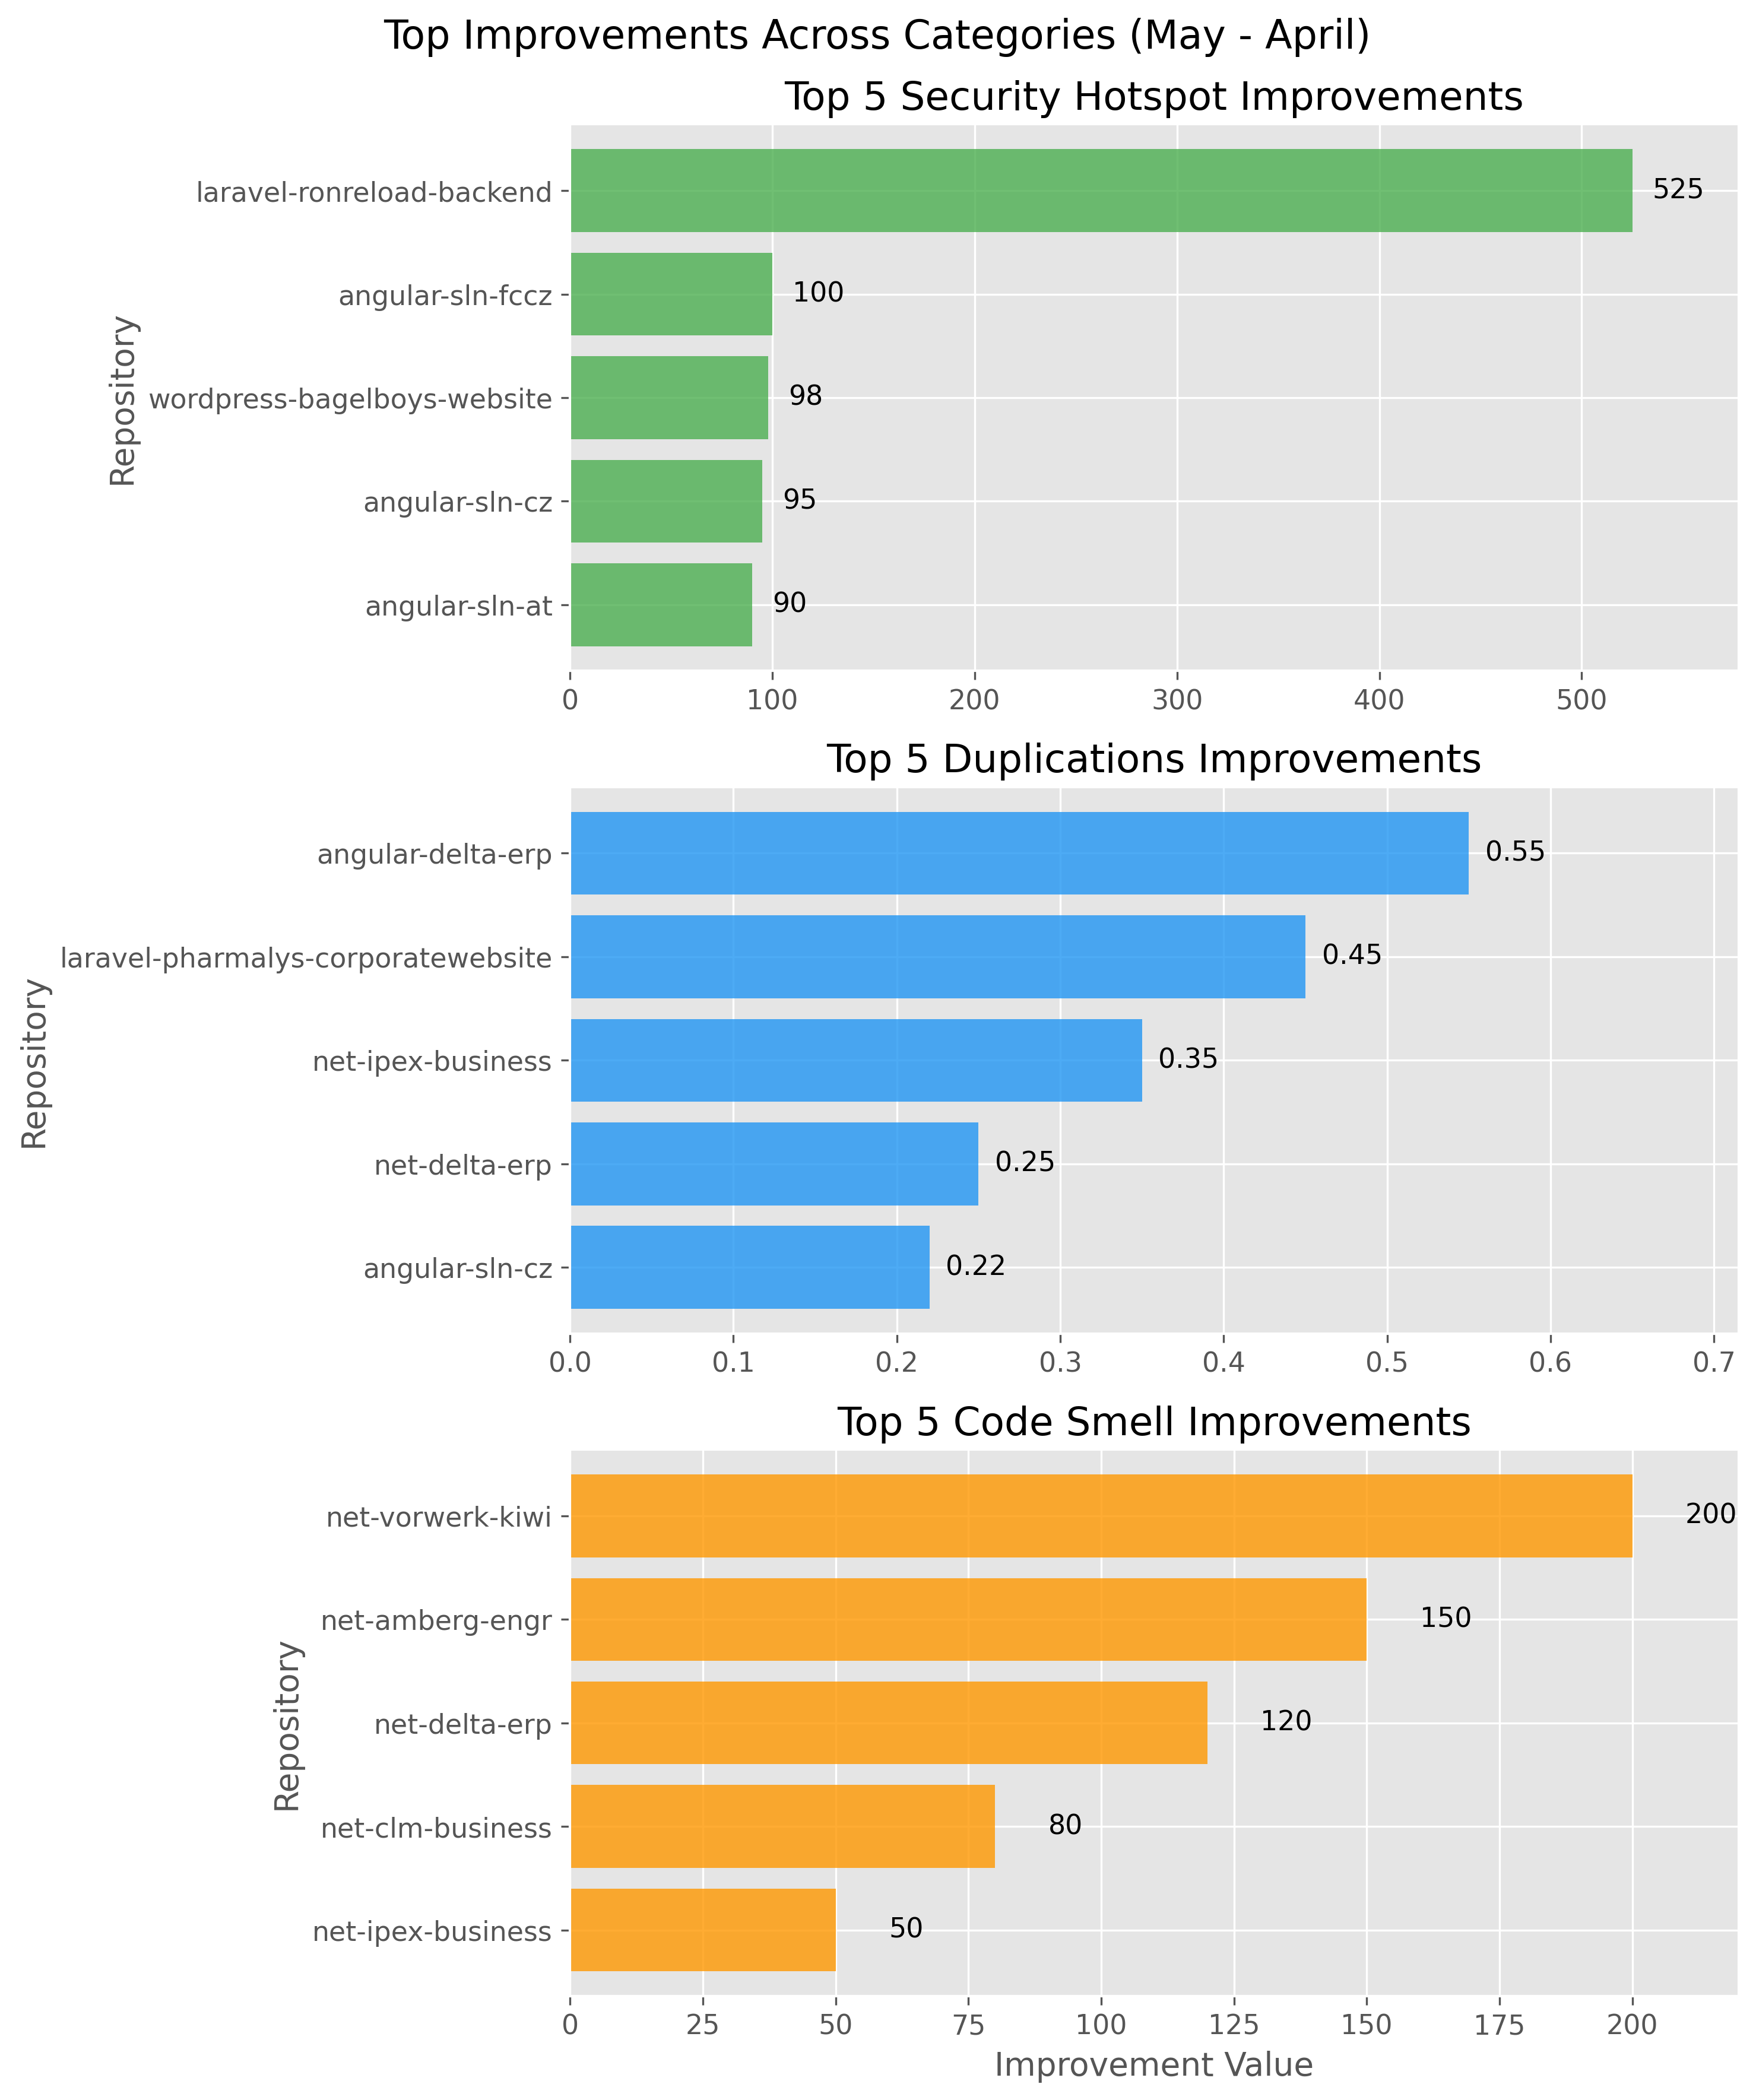 Top Improvements Across Categories (May - April)
Top 5 Security Hotspot Improvements
Repository
laravel-ronreload-backend
525
angular-sln-fccz
100
wordpress-bagelboys-website
98
angular-sln-cz
95
angular-sln-at
90
0 100 200 300 400 500
Top 5 Duplications Improvements
Repository
angular-delta-erp
0.55
laravel-pharmalys-corporatewebsite
0.45
net-ipex-business
0.35
net-delta-erp
0.25
angular-sln-cz
0.22
0.0 0.1 0.2 0.3 0.4 0.5 0.6 0.7
Top 5 Code Smell Improvements
Repository
net-vorwerk-kiwi
200
net-amberg-engr
150
net-delta-erp
120
net-clm-business
80
net-ipex-business
50
0 25 50 75 100 125 150 175 200
Improvement Value